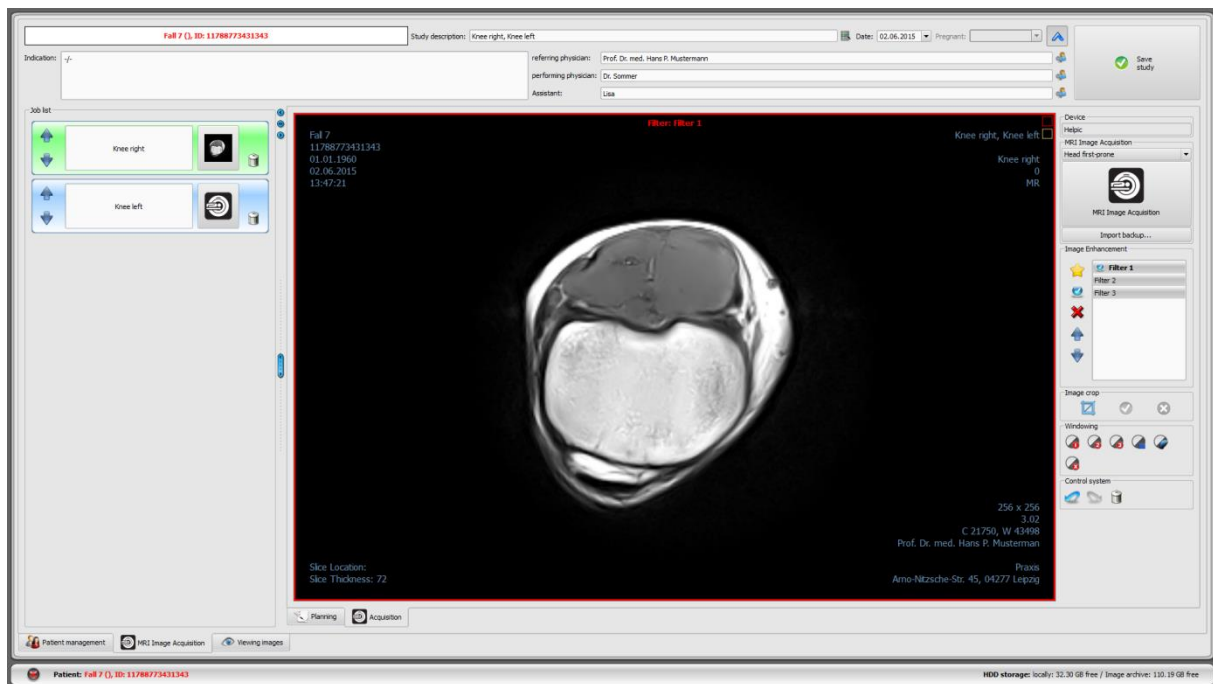 Fall 7 (), ID: 11788773431343
Study description: Knee right, Knee left
Date: 02.06.2015
Pregnant:
Save study
Indication: -/-
referring physician: Prof. Dr. med. Hans P. Mustermann
performing physician: Dr. Sommer
Assistant: Lisa
Job list
Knee right
Knee left
Filter: Filter 1
Fall 7
11788773431343
01.01.1960
02.06.2015
13:47:21
Knee right, Knee left
Knee right
0
MR
256 x 256
3.02
C 21750, W 43498
Prof. Dr. med. Hans P. Musterman
Slice Location:
Slice Thickness: 72
Praxis
Arno-Nitzsche-Str. 45, 04277 Leipzig
Device
Helpic
MRI Image Acquisition
Head first-prone
MRI Image Acquisition
Import backup...
Image Enhancement
Filter 1
Filter 2
Filter 3
Image crop
Windowing
Control system
Planning
Acquisition
Patient management
MRI Image Acquisition
Viewing images
Patient: Fall 7 (), ID: 11788773431343
HDD storage: locally: 32.30 GB free / Image archive: 110.19 GB free